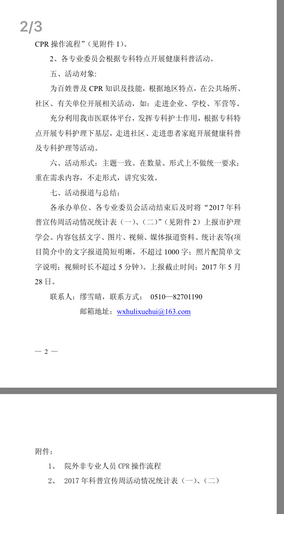 2/3
CPR 操作流程”(见附件 1)。
2、各专业委员会根据专科特点开展健康科普活动。
五、活动对象:
为百姓普及 CPR 知识及技能，根据地区特点，在公共场所、
社区、有关单位开展相关活动，如：走进企业、学校、军营等。
充分利用我市医联体平台，发挥专科护士作用，根据专科特
点开展专科护理下基层，走进社区、走进患者家庭开展健康科普
及专科护理等活动。
六、活动形式：主题一致。在数量、形式上不做统一要求；
重在需求内容，不走形式，讲究实效。
七、活动报道与总结：
各承办单位、各专业委员会活动结束后及时将“2017 年科
普宣传周活动情况统计表（一）、（二）”（见附件 2）上报市护理
学会。内容包括文字、图片、视频、媒体报道资料、统计表等(项
目简介中的文字报道简短明晰，不超过 1000 字；照片配简单文
字说明；视频时长不超过 5 分钟)。上报截止时间：2017 年 5 月
28 日。
联系人：缪雪晴，联系方式： 0510—82701190
邮箱地址：wxhulixuehui@163.com
— 2 —
附件：
1、 院外非专业人员 CPR 操作流程
2、 2017 年科普宣传周活动情况统计表（一）、（二）